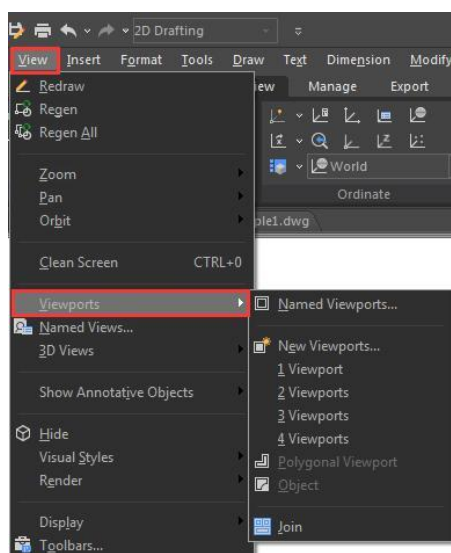 2D Drafting
View Insert Format Tools Draw Text Dimension Modify
Redraw
iew Manage Export
Regen
Regen All
World
Zoom
Pan
Ordinate
Orbit
ple1.dwg
Clean Screen CTRL+0
Viewports
Named Viewports...
Named Views...
3D Views
New Viewports...
1 Viewport
Show Annotative Objects
2 Viewports
3 Viewports
Hide
4 Viewports
Visual Styles
Polygonal Viewport
Render
Object
Display
Join
Toolbars...